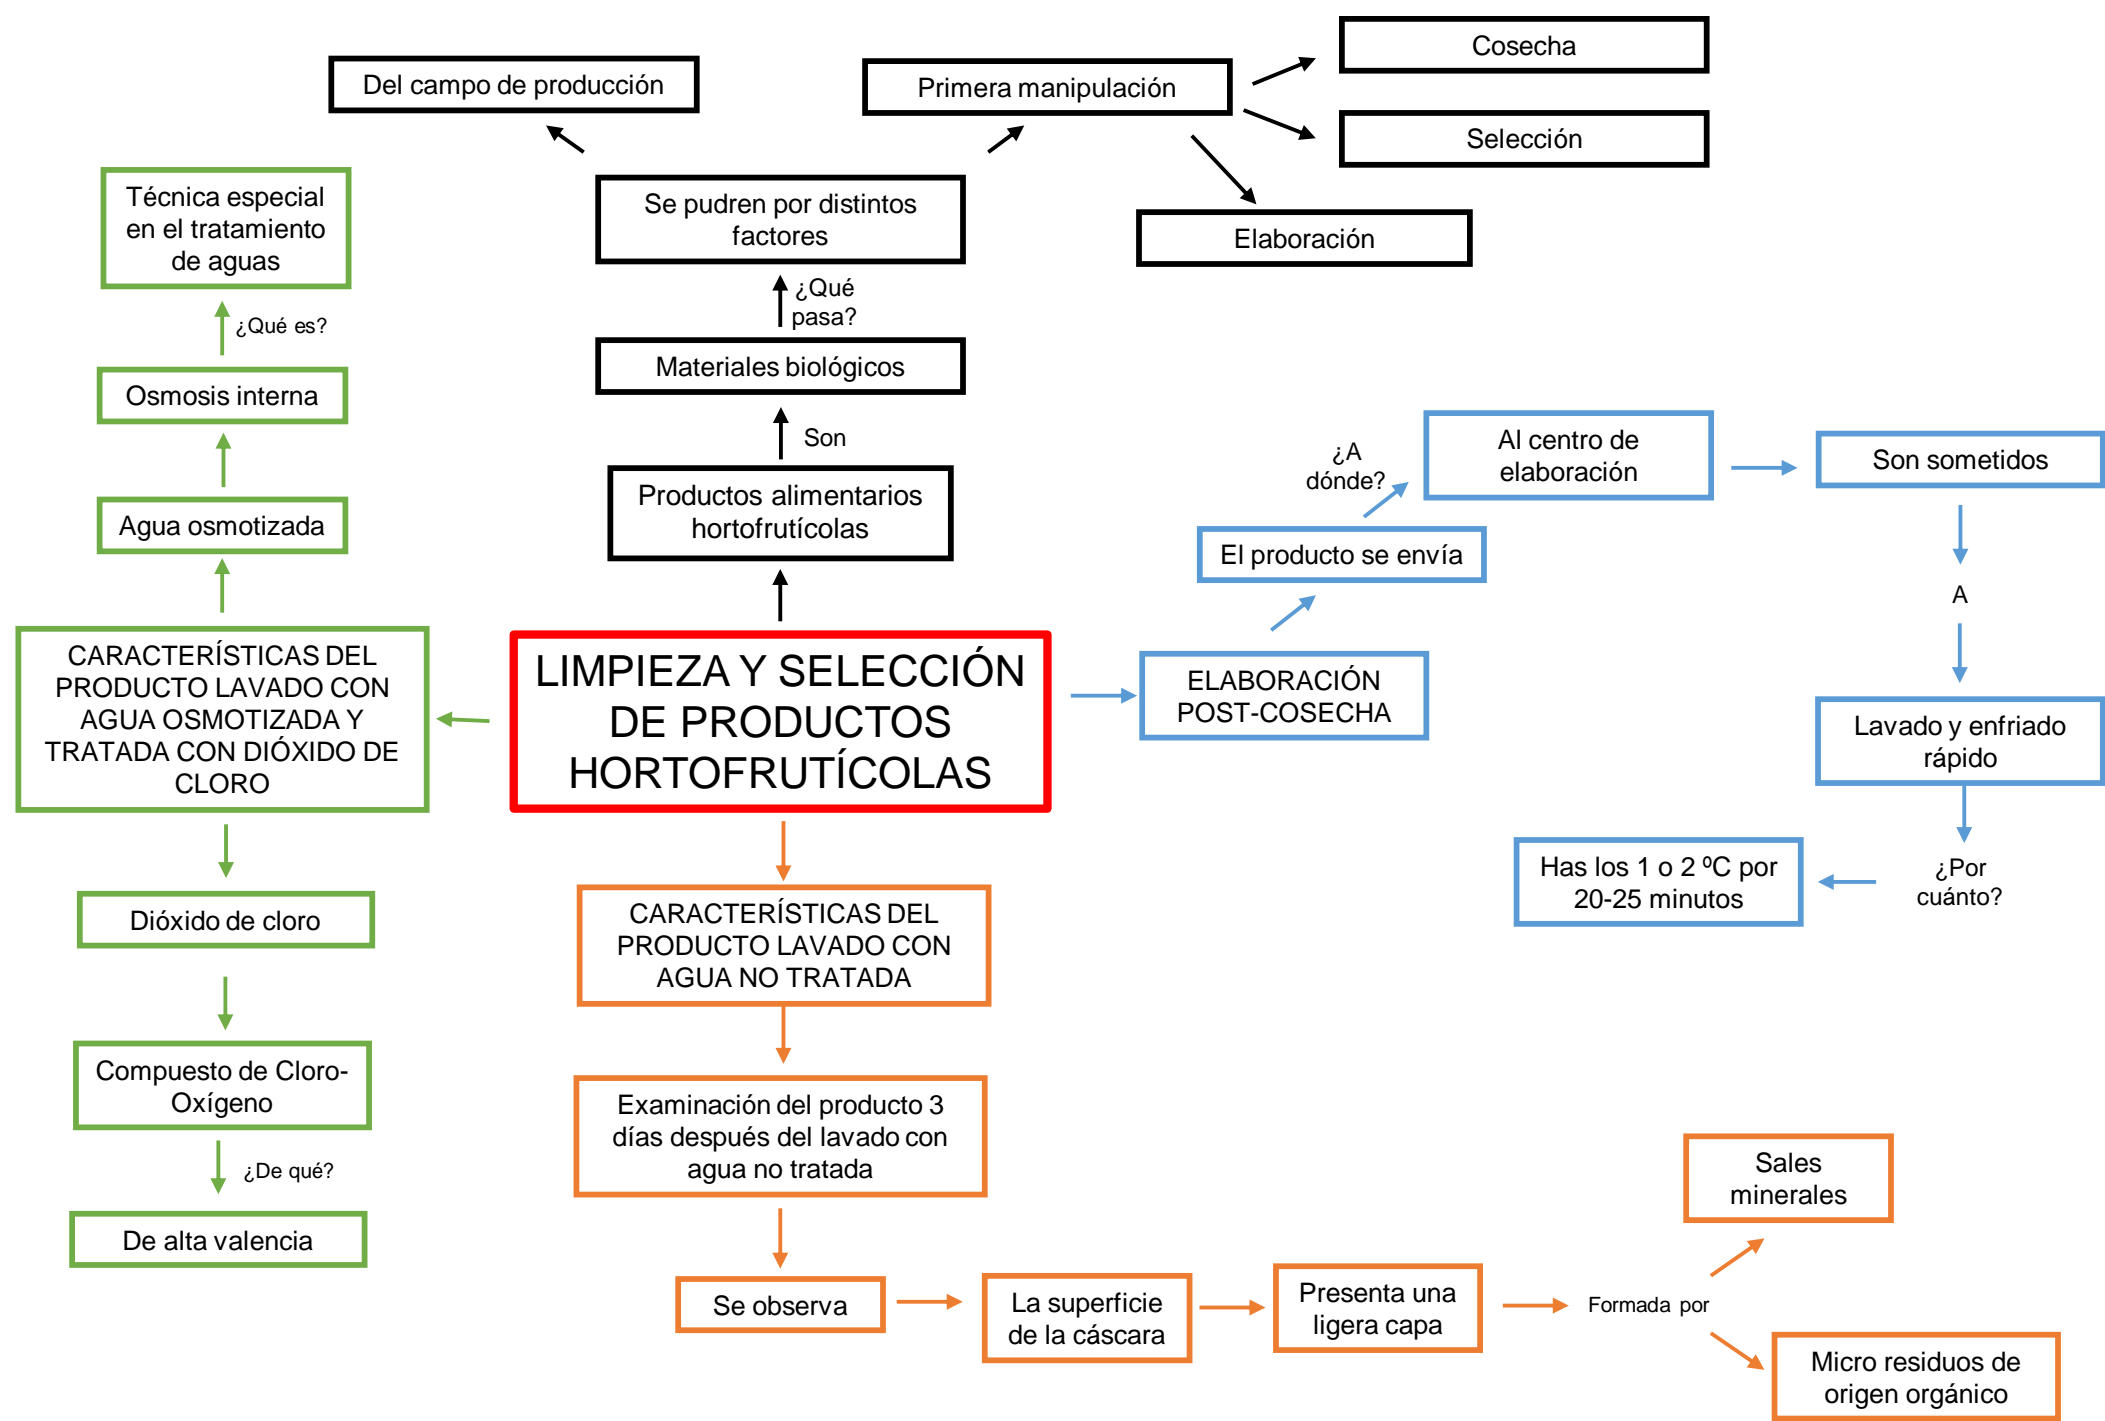 Cosecha
Del campo de producción
Primera manipulación
Selección
Técnica especial
en el tratamiento
de aguas
Se pudren por distintos
factores
Elaboración
¿Qué
pasa?
¿Qué es?
Materiales biológicos
Osmosis interna
Son
¿A
dónde?
Al centro de
elaboración
Son sometidos
Productos alimentarios
hortofrutícolas
Agua osmotizada
El producto se envía
A
CARACTERÍSTICAS DEL
PRODUCTO LAVADO CON
AGUA OSMOTIZADA Y
TRATADA CON DIÓXIDO DE
CLORO
LIMPIEZA Y SELECCIÓN
DE PRODUCTOS
HORTOFRUTÍCOLAS
ELABORACIÓN
POST-COSECHA
Lavado y enfriado
rápido
Has los 1 o 2 ºC por
20-25 minutos
¿Por
cuánto?
Dióxido de cloro
CARACTERÍSTICAS DEL
PRODUCTO LAVADO CON
AGUA NO TRATADA
Compuesto de Cloro-
Oxígeno
Examinación del producto 3
días después del lavado con
agua no tratada
¿De qué?
Sales
minerales
De alta valencia
Se observa
La superficie
de la cáscara
Presenta una
ligera capa
Formada por
Micro residuos de
origen orgánico